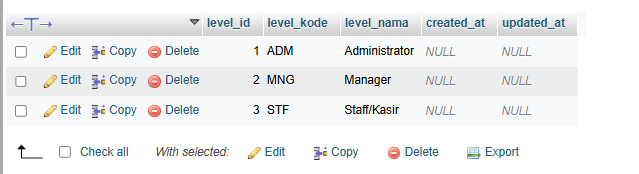 level_id level_kode level_nama created_at updated_at
Edit Copy Delete 1 ADM Administrator NULL NULL
Edit Copy Delete 2 MNG Manager NULL NULL
Edit Copy Delete 3 STF Staff/Kasir NULL NULL
Check all With selected: Edit Copy Delete Export